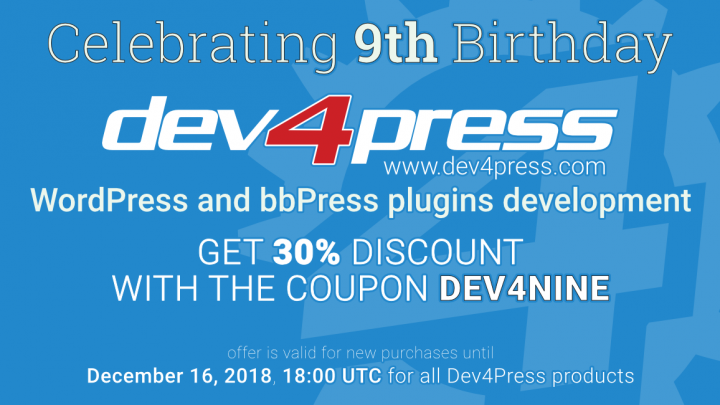 Celebrating 9th Birthday
dev4press
www.dev4press.com
WordPress and bbPress plugins development
GET 30% DISCOUNT
WITH THE COUPON DEV4NINE
offer is valid for new purchases until
December 16, 2018, 18:00 UTC for all Dev4Press products